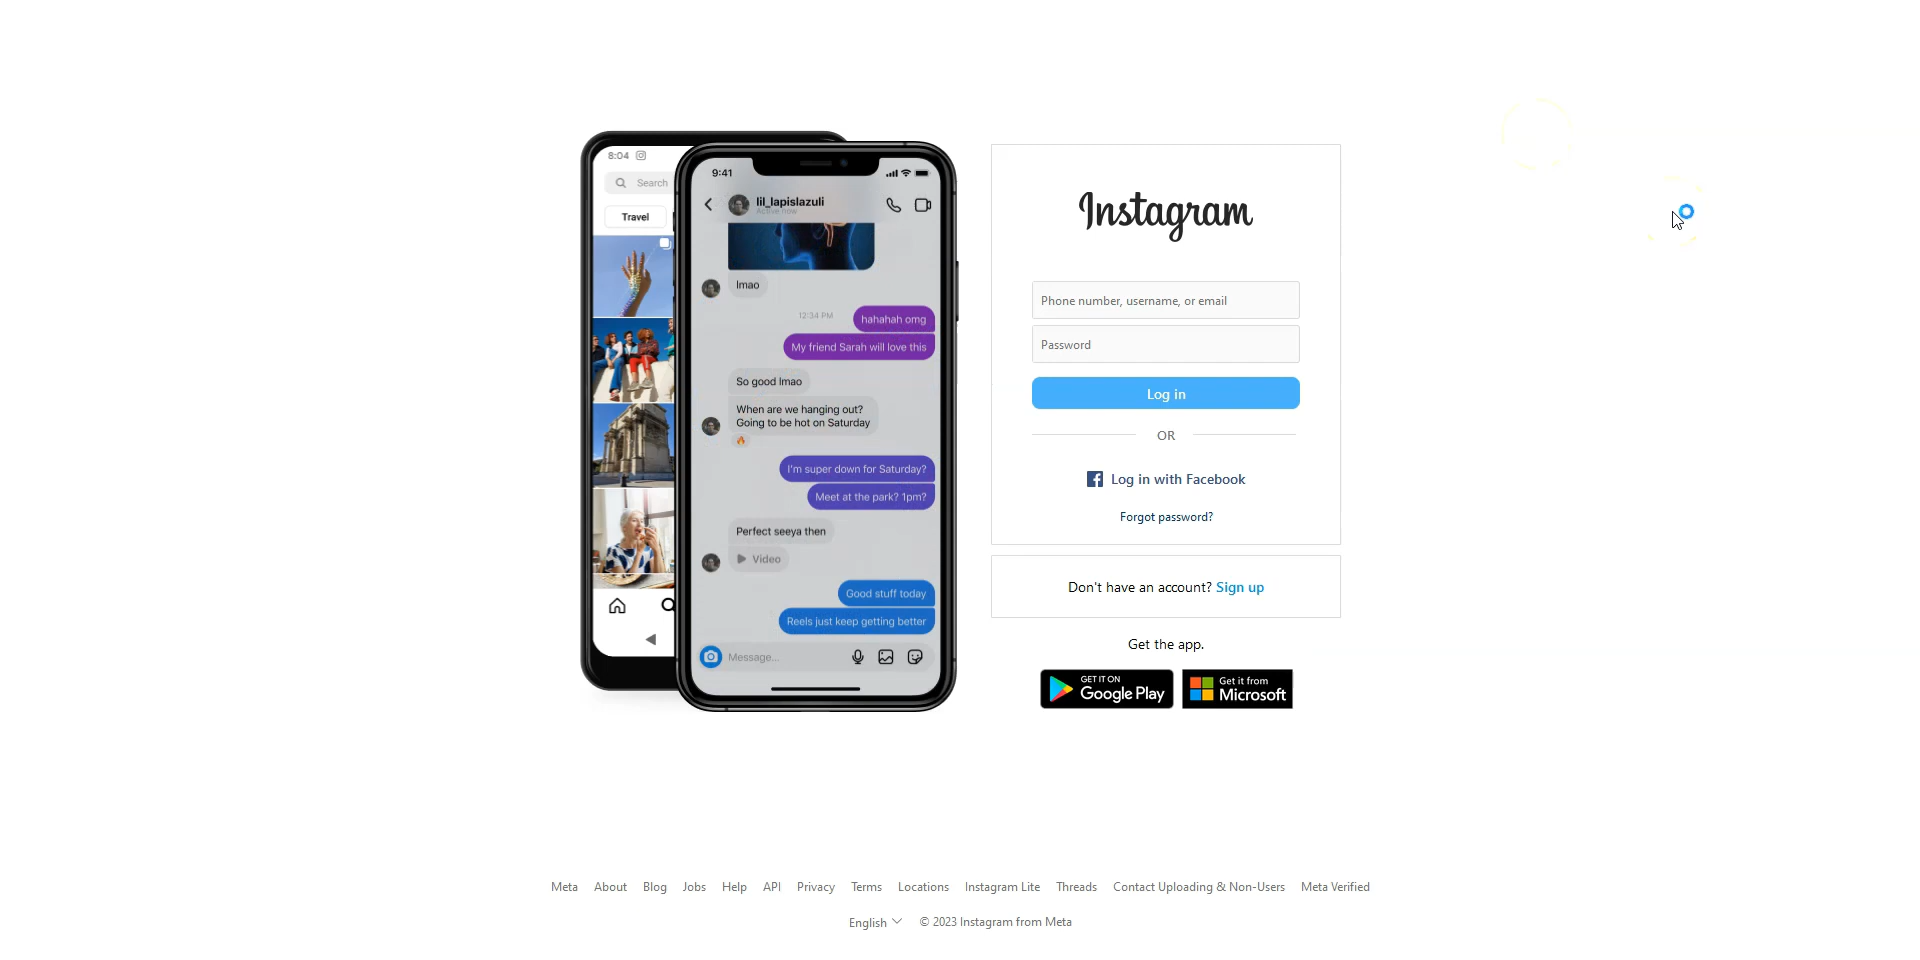 8:04
Search
Travel
9:41
lil_lapislazuli
Active now
lmao
12:34 PM
hahahah omg
My friend Sarah will love this
So good lmao
When are we hanging out?
Going to be hot on Saturday
I'm super down for Saturday?
Meet at the park? 1pm?
Perfect seeya then
Video
Good stuff today
Reels just keep getting better
Message...
Instagram
Phone number, username, or email
Password
Log in
OR
Log in with Facebook
Forgot password?
Don't have an account? Sign up
Get the app.
GET IT ON
Google Play
Get it from
Microsoft
Meta About Blog Jobs Help API Privacy Terms Locations Instagram Lite Threads Contact Uploading & Non-Users Meta Verified
English © 2023 Instagram from Meta